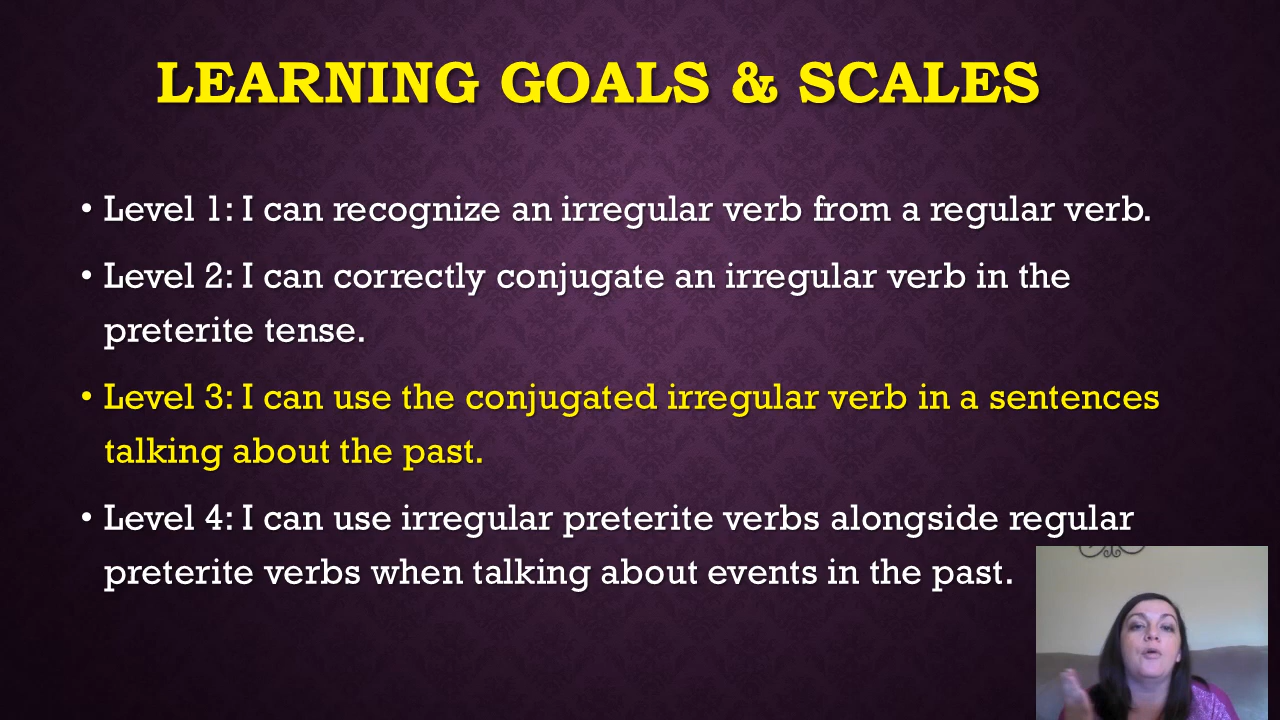 LEARNING GOALS & SCALES
• Level 1: I can recognize an irregular verb from a regular verb.
• Level 2: I can correctly conjugate an irregular verb in the
preterite tense.
• Level 3: I can use the conjugated irregular verb in a sentences
talking about the past.
• Level 4: I can use irregular preterite verbs alongside regular
preterite verbs when talking about events in the past.